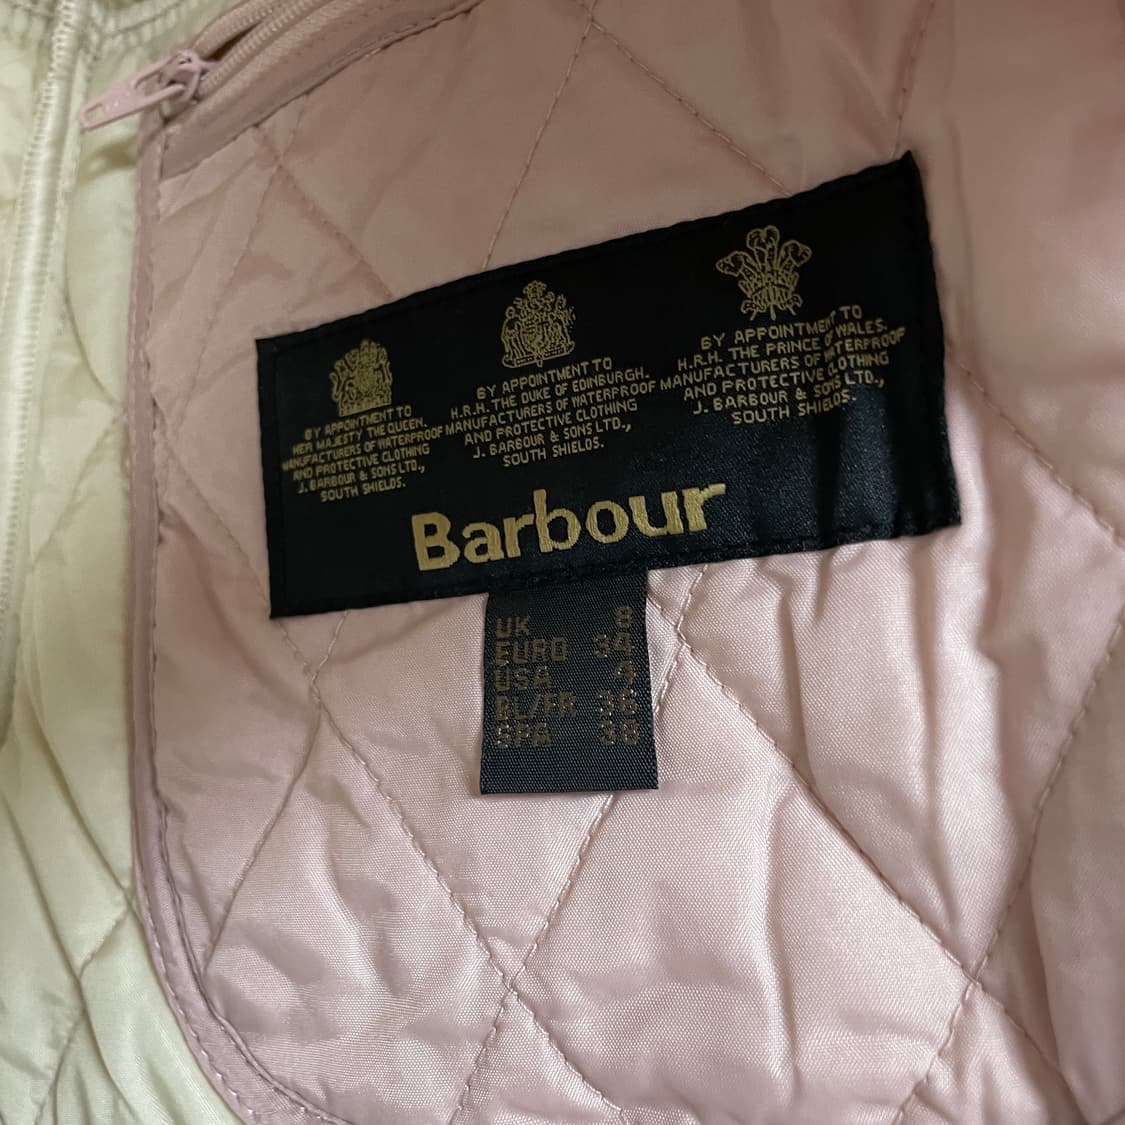 BY APPOINTMENT TO
HER MAJESTY THE QUEEN.
MANUFACTURERS OF WATERPROOF
AND PROTECTIVE CLOTHING
J. BARBOUR & SONS LTD.,
SOUTH SHIELDS.
BY APPOINTMENT TO
H.R.H. THE DUKE OF EDINBURGH.
MANUFACTURERS OF WATERPROOF
AND PROTECTIVE CLOTHING
J. BARBOUR & SONS LTD.,
SOUTH SHIELDS.
BY APPOINTMENT TO
H.R.H. THE PRINCE OF WALES.
MANUFACTURERS OF WATERPROOF
AND PROTECTIVE CLOTHING
J. BARBOUR & SONS LTD.,
SOUTH SHIELDS.
Barbour
UK 8
EURO 34
USA 4
BL/FR 36
SPA 38